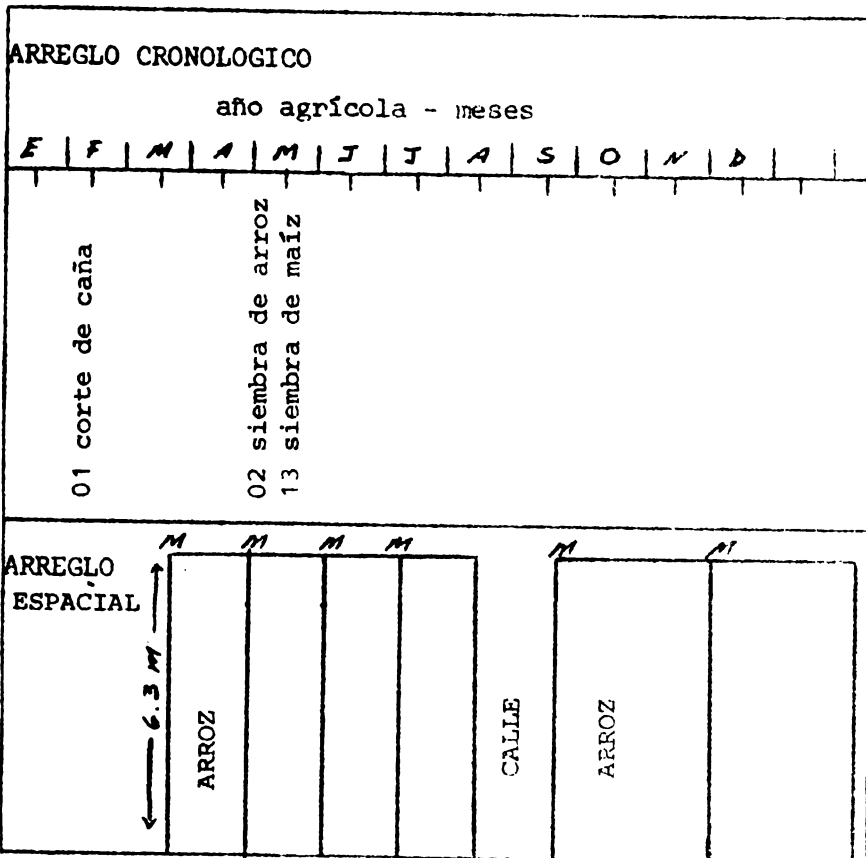 ARREGLO CRONOLOGICO
año agrícola - meses
E | F | M | A | M | J | J | A | S | O | N | D
01 corte de caña
02 siembra de arroz
13 siembra de maíz
M M M M M M
ARREGLO
ESPACIAL
6.3 M
ARROZ
CALLE
ARROZ